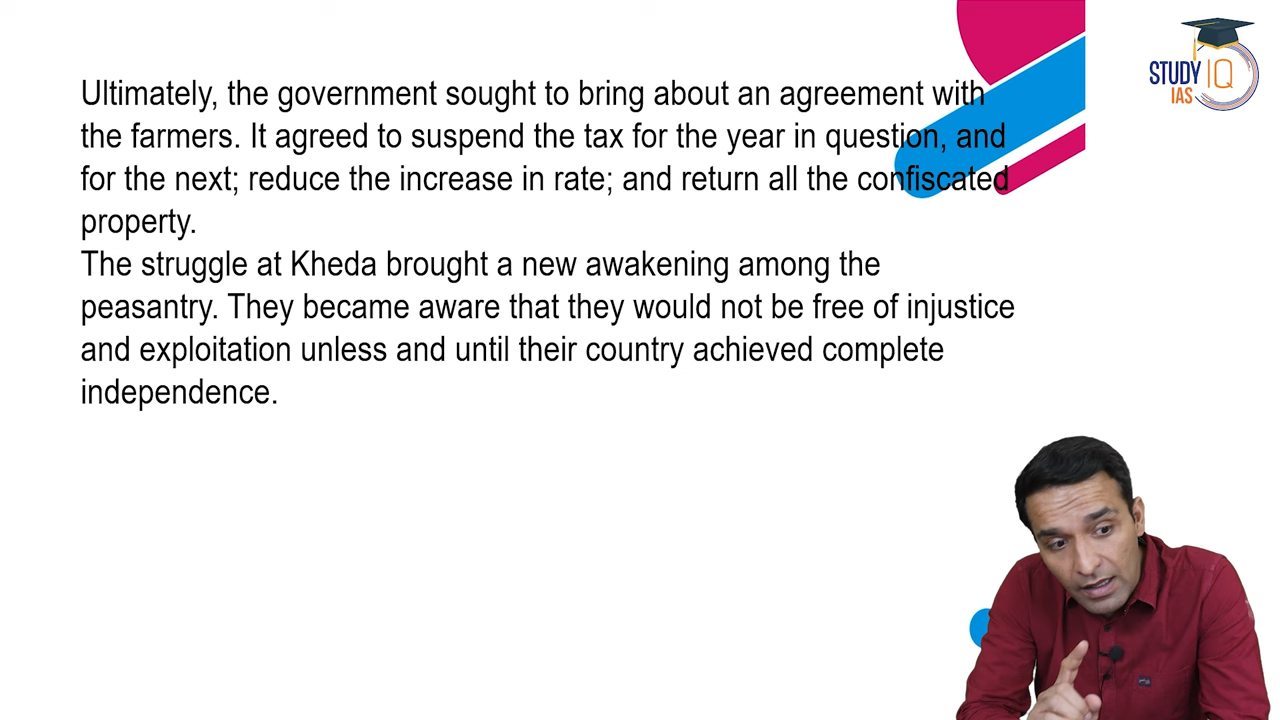 Ultimately, the government sought to bring about an agreement with
the farmers. It agreed to suspend the tax for the year in question, and
for the next; reduce the increase in rate; and return all the confiscated
property.
The struggle at Kheda brought a new awakening among the
peasantry. They became aware that they would not be free of injustice
and exploitation unless and until their country achieved complete
independence.
STUDY IQ
IAS